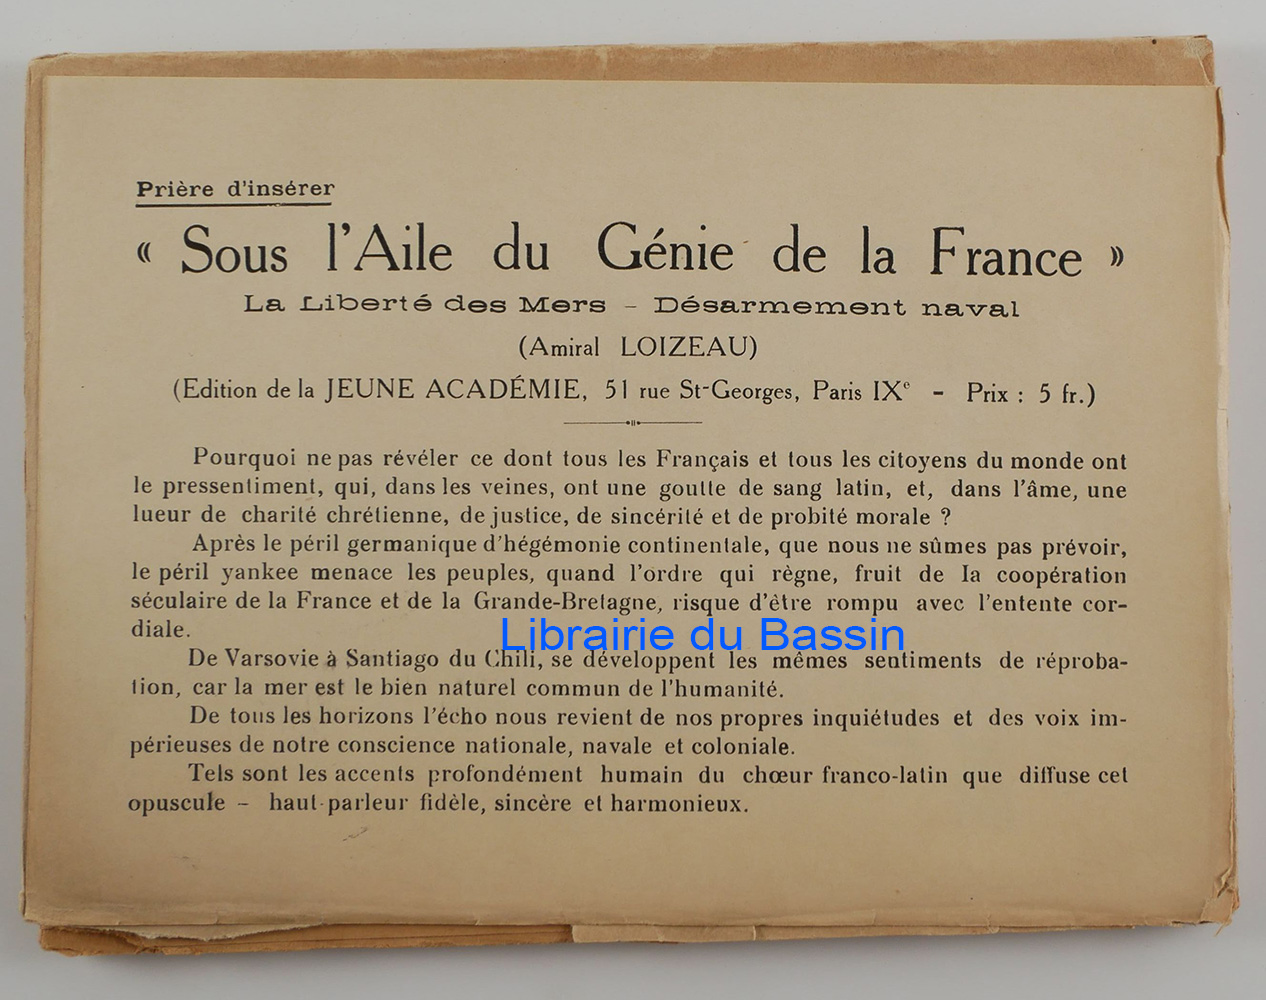 Prière d'insérer
« Sous l'Aile du Génie de la France »
La Liberté des Mers – Désarmement naval
(Amiral LOIZEAU)
(Edition de la JEUNE ACADÉMIE, 51 rue St-Georges, Paris IXe - Prix : 5 fr.)
Pourquoi ne pas révéler ce dont tous les Français et tous les citoyens du monde ont
le pressentiment, qui, dans les veines, ont une goutte de sang latin, et, dans l'âme, une
lueur de charité chrétienne, de justice, de sincérité et de probité morale ?
Après le péril germanique d'hégémonie continentale, que nous ne sûmes pas prévoir,
le péril yankee menace les peuples, quand l'ordre qui règne, fruit de la coopération
séculaire de la France et de la Grande-Bretagne, risque d'être rompu avec l'entente cor-
diale.
Librairie du Bassin
De Varsovie à Santiago du Chili, se développent les mêmes sentiments de réproba-
tion, car la mer est le bien naturel commun de l'humanité.
De tous les horizons l'écho nous revient de nos propres inquiétudes et des voix im-
périeuses de notre conscience nationale, navale et coloniale.
Tels sont les accents profondément humain du chœur franco-latin que diffuse cet
opuscule – haut-parleur fidèle, sincère et harmonieux.